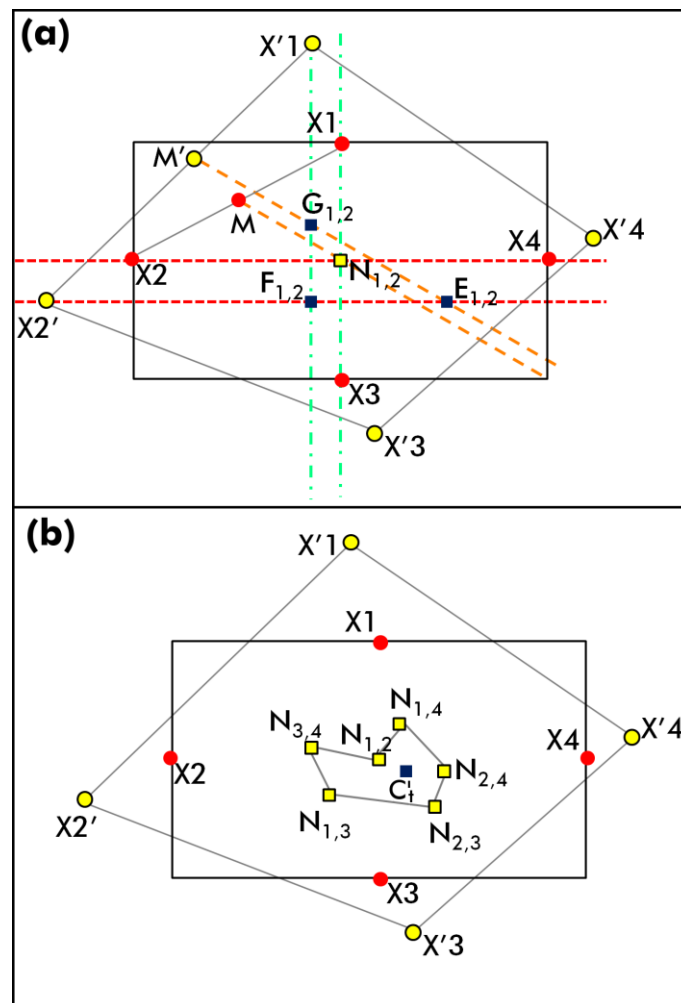 (a)
X'1
X1
M'
M
G1,2
X'4
X4
X2
N1,2
F1,2
E1,2
X2'
X3
X'3
(b)
X'1
X1
N1,4
N3,4
N1,2
X'4
X4
X2
N2,4
C't
X2'
N1,3
N2,3
X3
X'3